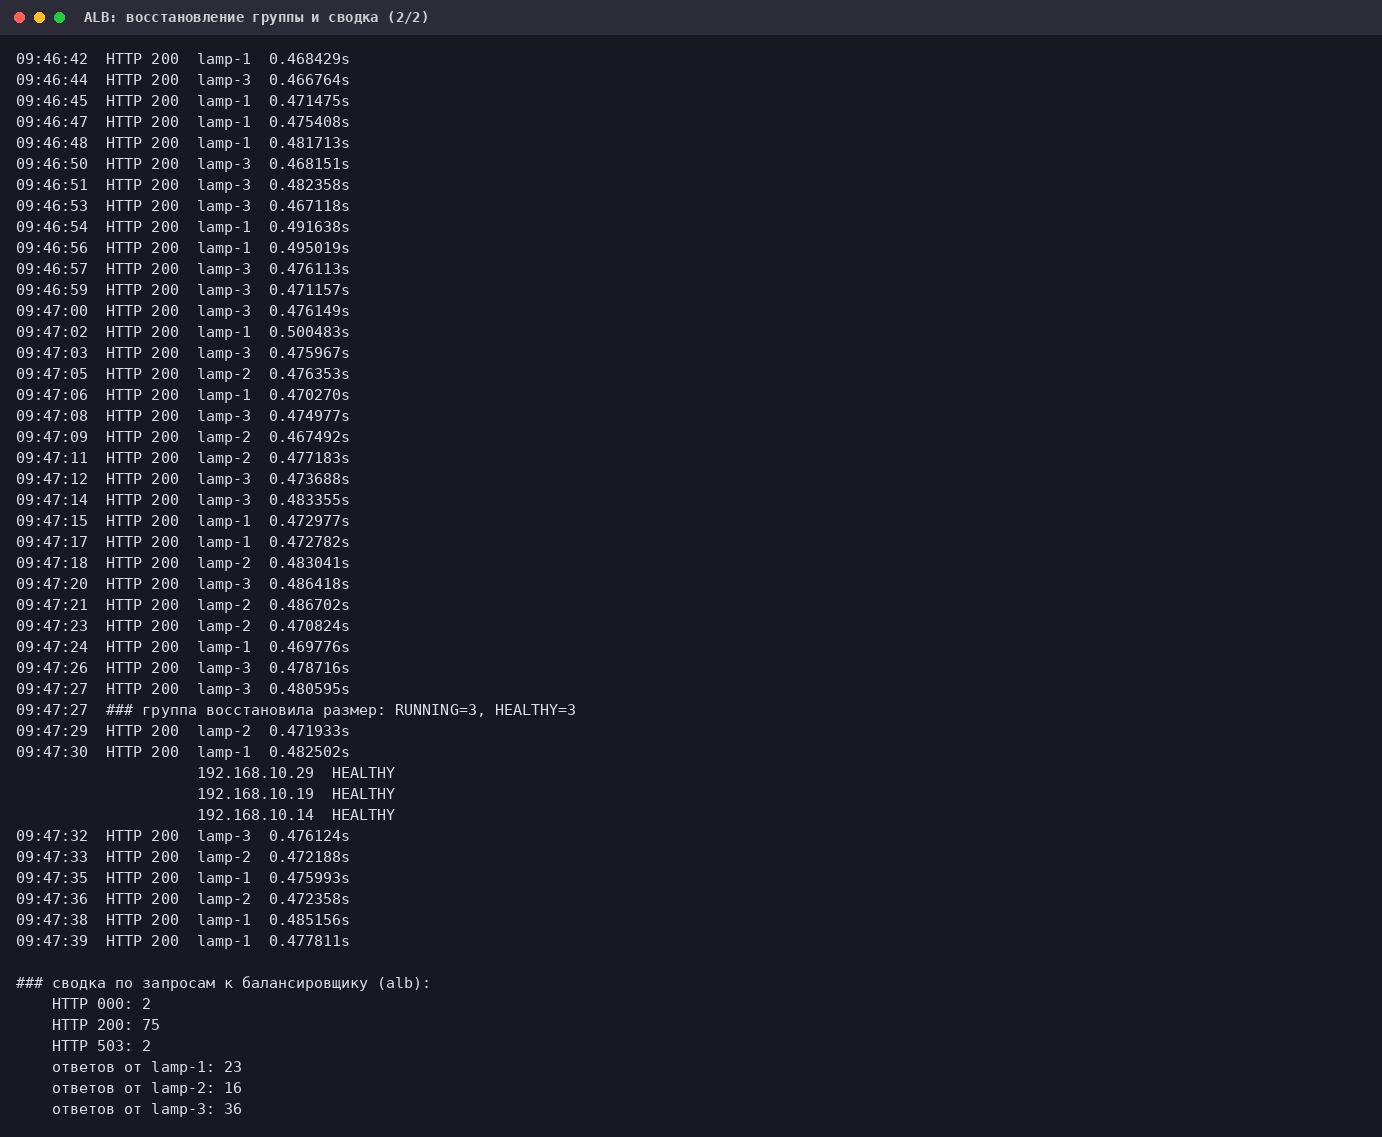 ALB: восстановление группы и сводка (2/2)
09:46:42  HTTP 200  lamp-1  0.468429s
09:46:44  HTTP 200  lamp-3  0.466764s
09:46:45  HTTP 200  lamp-1  0.471475s
09:46:47  HTTP 200  lamp-1  0.475408s
09:46:48  HTTP 200  lamp-1  0.481713s
09:46:50  HTTP 200  lamp-3  0.468151s
09:46:51  HTTP 200  lamp-3  0.482358s
09:46:53  HTTP 200  lamp-3  0.467118s
09:46:54  HTTP 200  lamp-1  0.491638s
09:46:56  HTTP 200  lamp-1  0.495019s
09:46:57  HTTP 200  lamp-3  0.476113s
09:46:59  HTTP 200  lamp-3  0.471157s
09:47:00  HTTP 200  lamp-3  0.476149s
09:47:02  HTTP 200  lamp-1  0.500483s
09:47:03  HTTP 200  lamp-3  0.475967s
09:47:05  HTTP 200  lamp-2  0.476353s
09:47:06  HTTP 200  lamp-1  0.470270s
09:47:08  HTTP 200  lamp-3  0.474977s
09:47:09  HTTP 200  lamp-2  0.467492s
09:47:11  HTTP 200  lamp-2  0.477183s
09:47:12  HTTP 200  lamp-3  0.473688s
09:47:14  HTTP 200  lamp-3  0.483355s
09:47:15  HTTP 200  lamp-1  0.472977s
09:47:17  HTTP 200  lamp-1  0.472782s
09:47:18  HTTP 200  lamp-2  0.483041s
09:47:20  HTTP 200  lamp-3  0.486418s
09:47:21  HTTP 200  lamp-2  0.486702s
09:47:23  HTTP 200  lamp-2  0.470824s
09:47:24  HTTP 200  lamp-1  0.469776s
09:47:26  HTTP 200  lamp-3  0.478716s
09:47:27  HTTP 200  lamp-3  0.480595s
09:47:27  ### группа восстановила размер: RUNNING=3, HEALTHY=3
09:47:29  HTTP 200  lamp-2  0.471933s
09:47:30  HTTP 200  lamp-1  0.482502s
192.168.10.29  HEALTHY
192.168.10.19  HEALTHY
192.168.10.14  HEALTHY
09:47:32  HTTP 200  lamp-3  0.476124s
09:47:33  HTTP 200  lamp-2  0.472188s
09:47:35  HTTP 200  lamp-1  0.475993s
09:47:36  HTTP 200  lamp-2  0.472358s
09:47:38  HTTP 200  lamp-1  0.485156s
09:47:39  HTTP 200  lamp-1  0.477811s
### сводка по запросам к балансировщику (alb):
HTTP 000: 2
HTTP 200: 75
HTTP 503: 2
ответов от lamp-1: 23
ответов от lamp-2: 16
ответов от lamp-3: 36